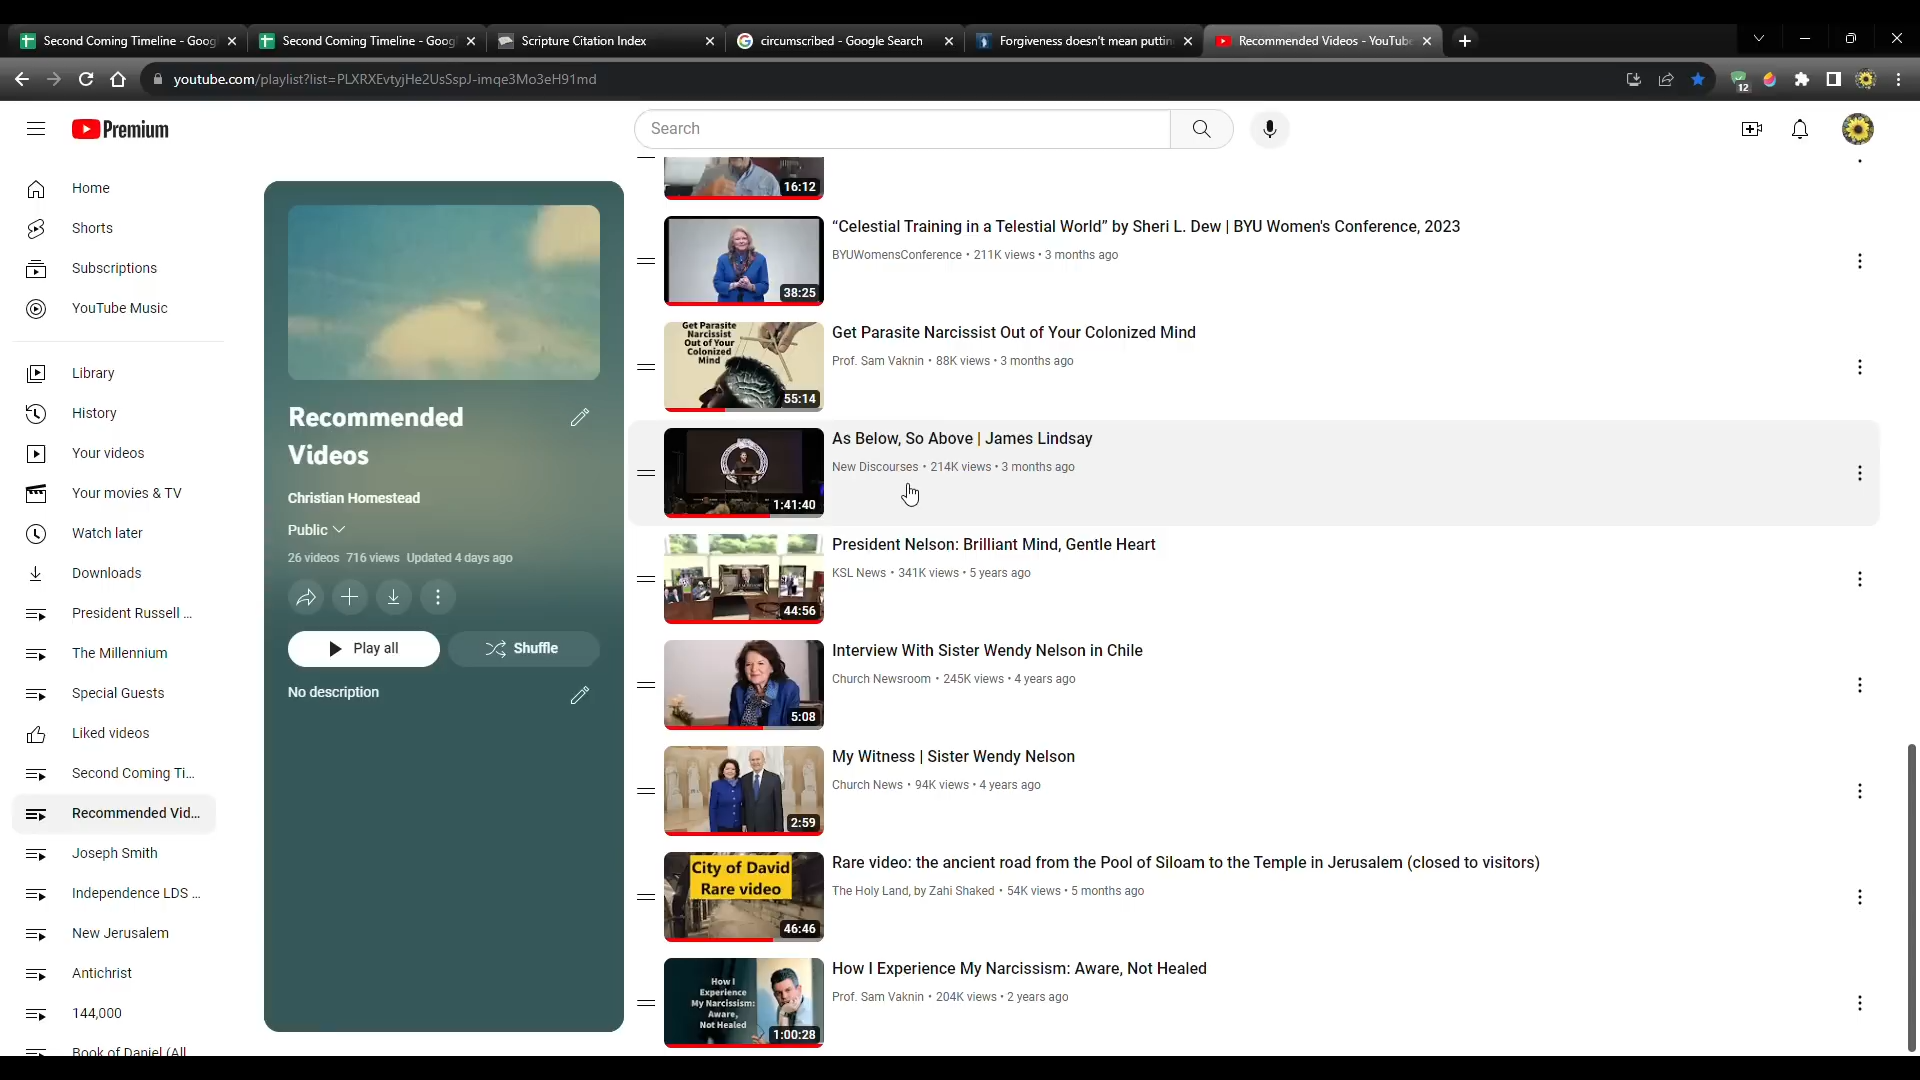 Second Coming Timeline - Goog
Second Coming Timeline - Goog
Scripture Citation Index
circumscribed - Google Search
Forgiveness doesn't mean puttin
Recommended Videos - YouTube
youtube.com/playlist?list=PLXRXEvtyjHe2UsSspJ-imqe3Mo3eH91md
12
Premium
Search
Home
Shorts
Subscriptions
YouTube Music
Library
History
Your videos
Your movies & TV
Watch later
Downloads
President Russell ...
The Millennium
Special Guests
Liked videos
Second Coming Ti...
Recommended Vid...
Joseph Smith
Independence LDS ...
New Jerusalem
Antichrist
144,000
Book of Daniel (All
Recommended
Videos
Christian Homestead
Public
26 videos 716 views Updated 4 days ago
Play all
Shuffle
No description
16:12
“Celestial Training in a Telestial World” by Sheri L. Dew | BYU Women's Conference, 2023
BYUWomensConference • 211K views • 3 months ago
38:25
Get Parasite
Narcissist
Out of Your
Colonized
Mind
55:14
Get Parasite Narcissist Out of Your Colonized Mind
Prof. Sam Vaknin • 88K views • 3 months ago
As Below, So Above | James Lindsay
New Discourses • 214K views • 3 months ago
1:41:40
President Nelson: Brilliant Mind, Gentle Heart
KSL News • 341K views • 5 years ago
44:56
Interview With Sister Wendy Nelson in Chile
Church Newsroom • 245K views • 4 years ago
5:08
My Witness | Sister Wendy Nelson
Church News • 94K views • 4 years ago
2:59
City of David
Rare video
46:46
Rare video: the ancient road from the Pool of Siloam to the Temple in Jerusalem (closed to visitors)
The Holy Land, by Zahi Shaked • 54K views • 5 months ago
How I
Experience
My Narcissism:
Aware,
Not Healed
1:00:28
How I Experience My Narcissism: Aware, Not Healed
Prof. Sam Vaknin • 204K views • 2 years ago